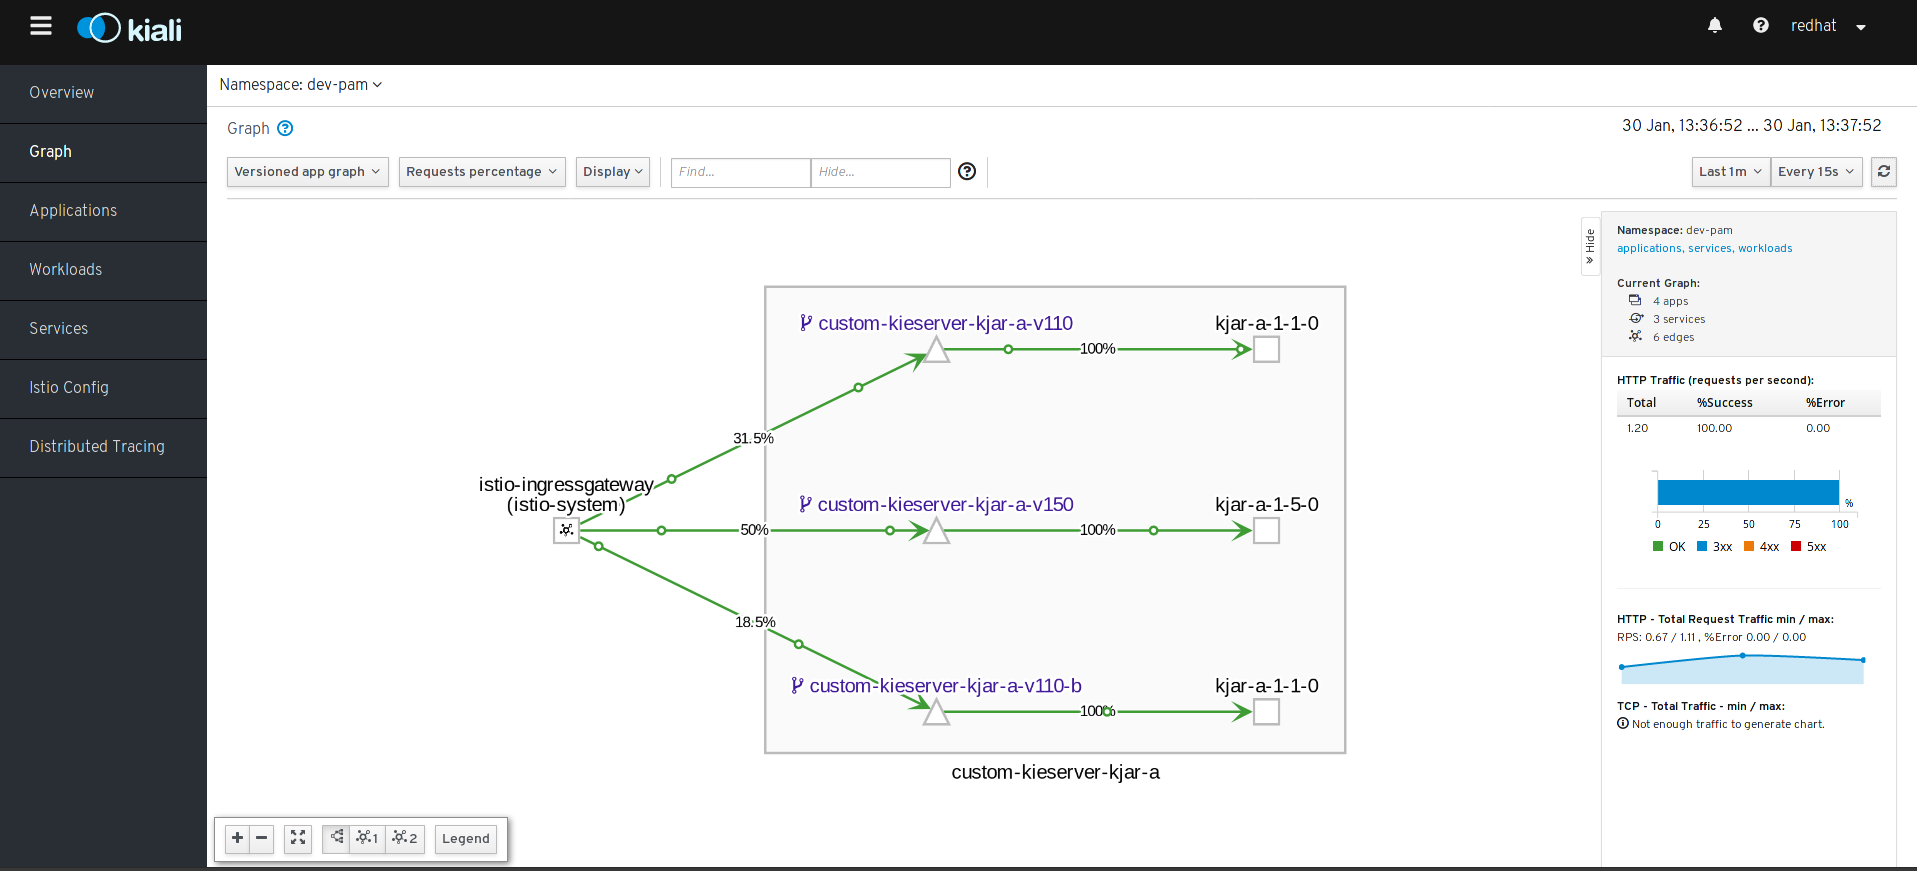 kiali
redhat
Overview
Graph
Applications
Workloads
Services
Istio Config
Distributed Tracing
Namespace: dev-pam
Graph
30 Jan, 13:36:52 ... 30 Jan, 13:37:52
Versioned app graph
Requests percentage
Display
Find...
Hide...
Last 1m
Every 15s
custom-kieserver-kjar-a-v110
kjar-a-1-1-0
100%
31.5%
istio-ingressgateway
(istio-system)
custom-kieserver-kjar-a-v150
kjar-a-1-5-0
50%
100%
18.5%
custom-kieserver-kjar-a-v110-b
kjar-a-1-1-0
100%
custom-kieserver-kjar-a
Hide
Namespace: dev-pam
applications, services, workloads
Current Graph:
4 apps
3 services
6 edges
HTTP Traffic (requests per second):
Total %Success %Error
1.20 100.00 0.00
%
0 25 50 75 100
OK 3xx 4xx 5xx
HTTP - Total Request Traffic min / max:
RPS: 0.67 / 1.11 , %Error 0.00 / 0.00
TCP - Total Traffic - min / max:
Not enough traffic to generate chart.
1
2
Legend